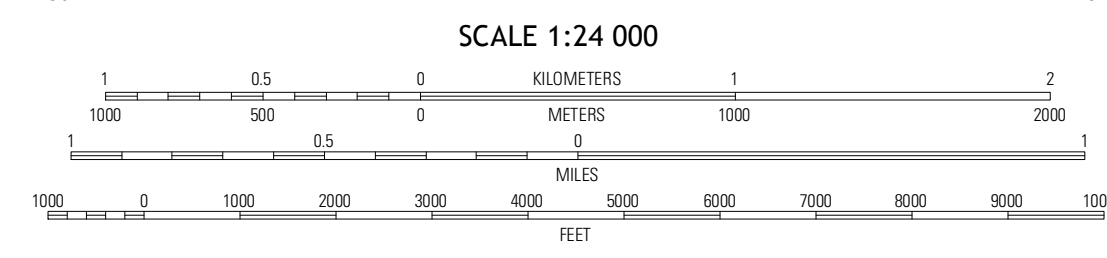 SCALE 1:24 000
1 0.5 0 KILOMETERS 1 2
1000 500 0 METERS 1000 2000
1 0.5 0 1
MILES
1000 0 1000 2000 3000 4000 5000 6000 7000 8000 9000 100
FEET